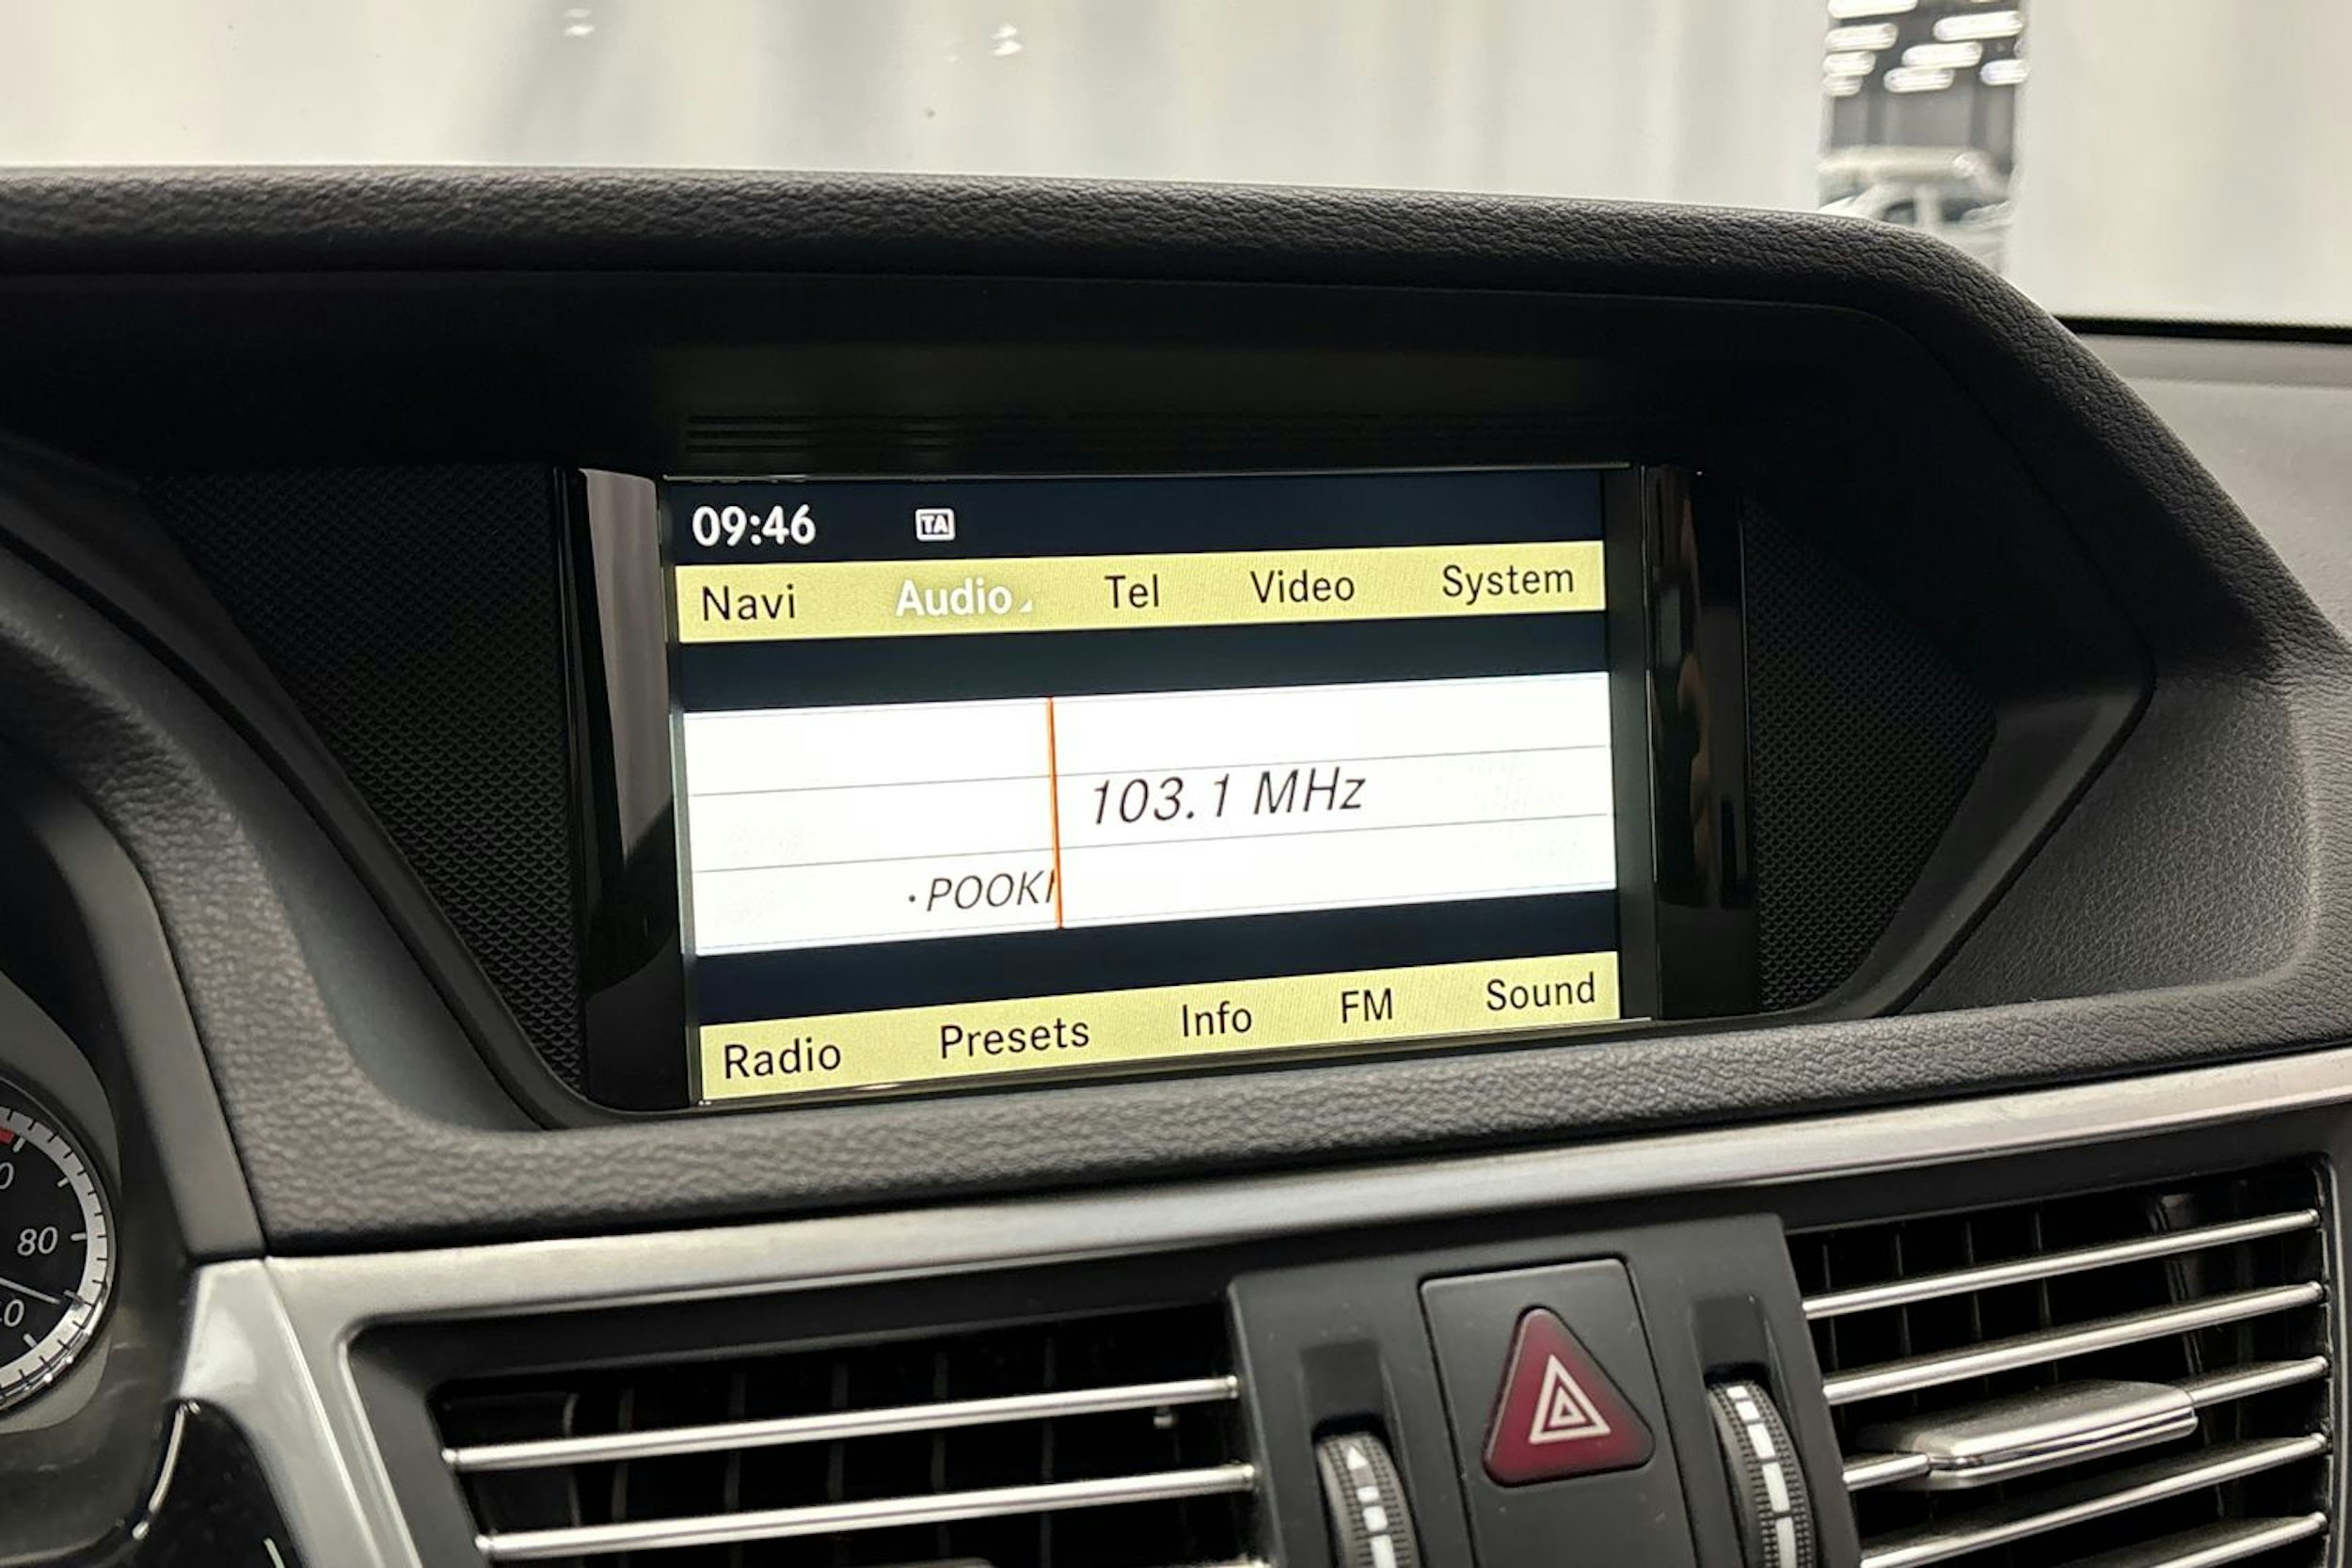 09:46 TA
Navi Audio Tel Video System
103.1 MHz
• POOKI
Radio Presets Info FM Sound
80